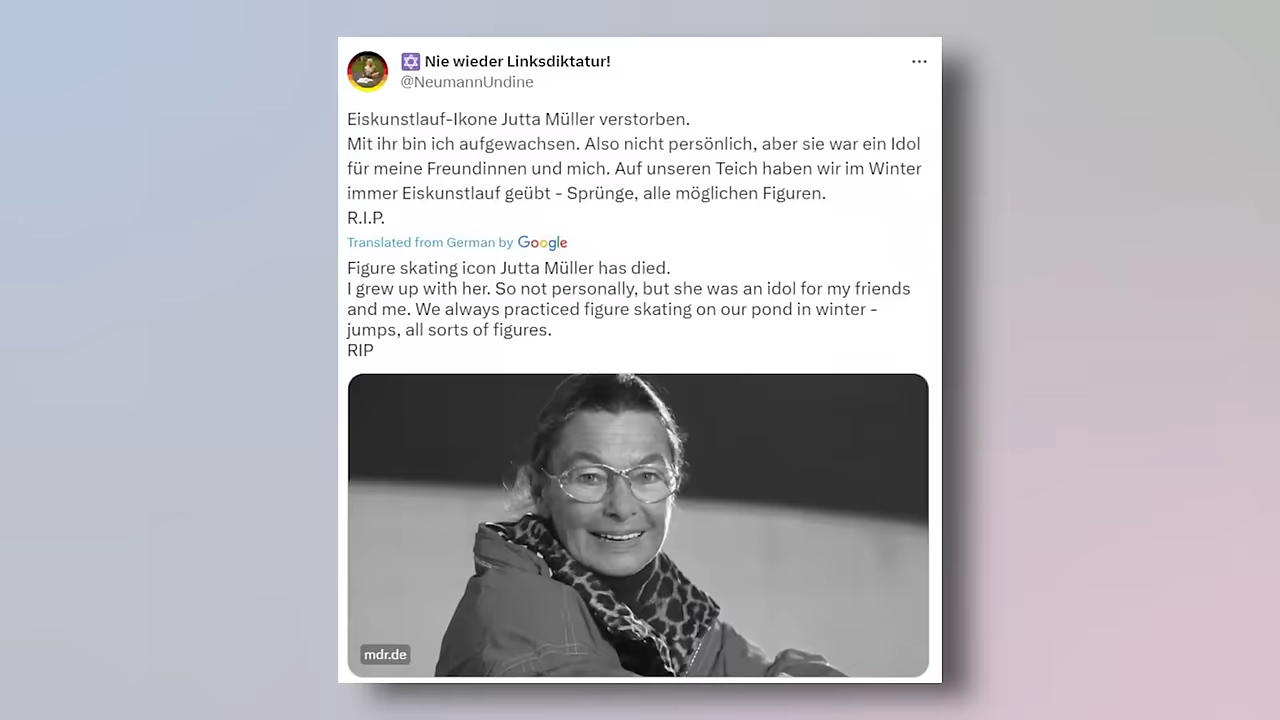 ✡ Nie wieder Linksdiktatur!
@NeumannUndine
Eiskunstlauf-Ikone Jutta Müller verstorben.
Mit ihr bin ich aufgewachsen. Also nicht persönlich, aber sie war ein Idol
für meine Freundinnen und mich. Auf unseren Teich haben wir im Winter
immer Eiskunstlauf geübt - Sprünge, alle möglichen Figuren.
R.I.P.
Translated from German by Google
Figure skating icon Jutta Müller has died.
I grew up with her. So not personally, but she was an idol for my friends
and me. We always practiced figure skating on our pond in winter -
jumps, all sorts of figures.
RIP
mdr.de